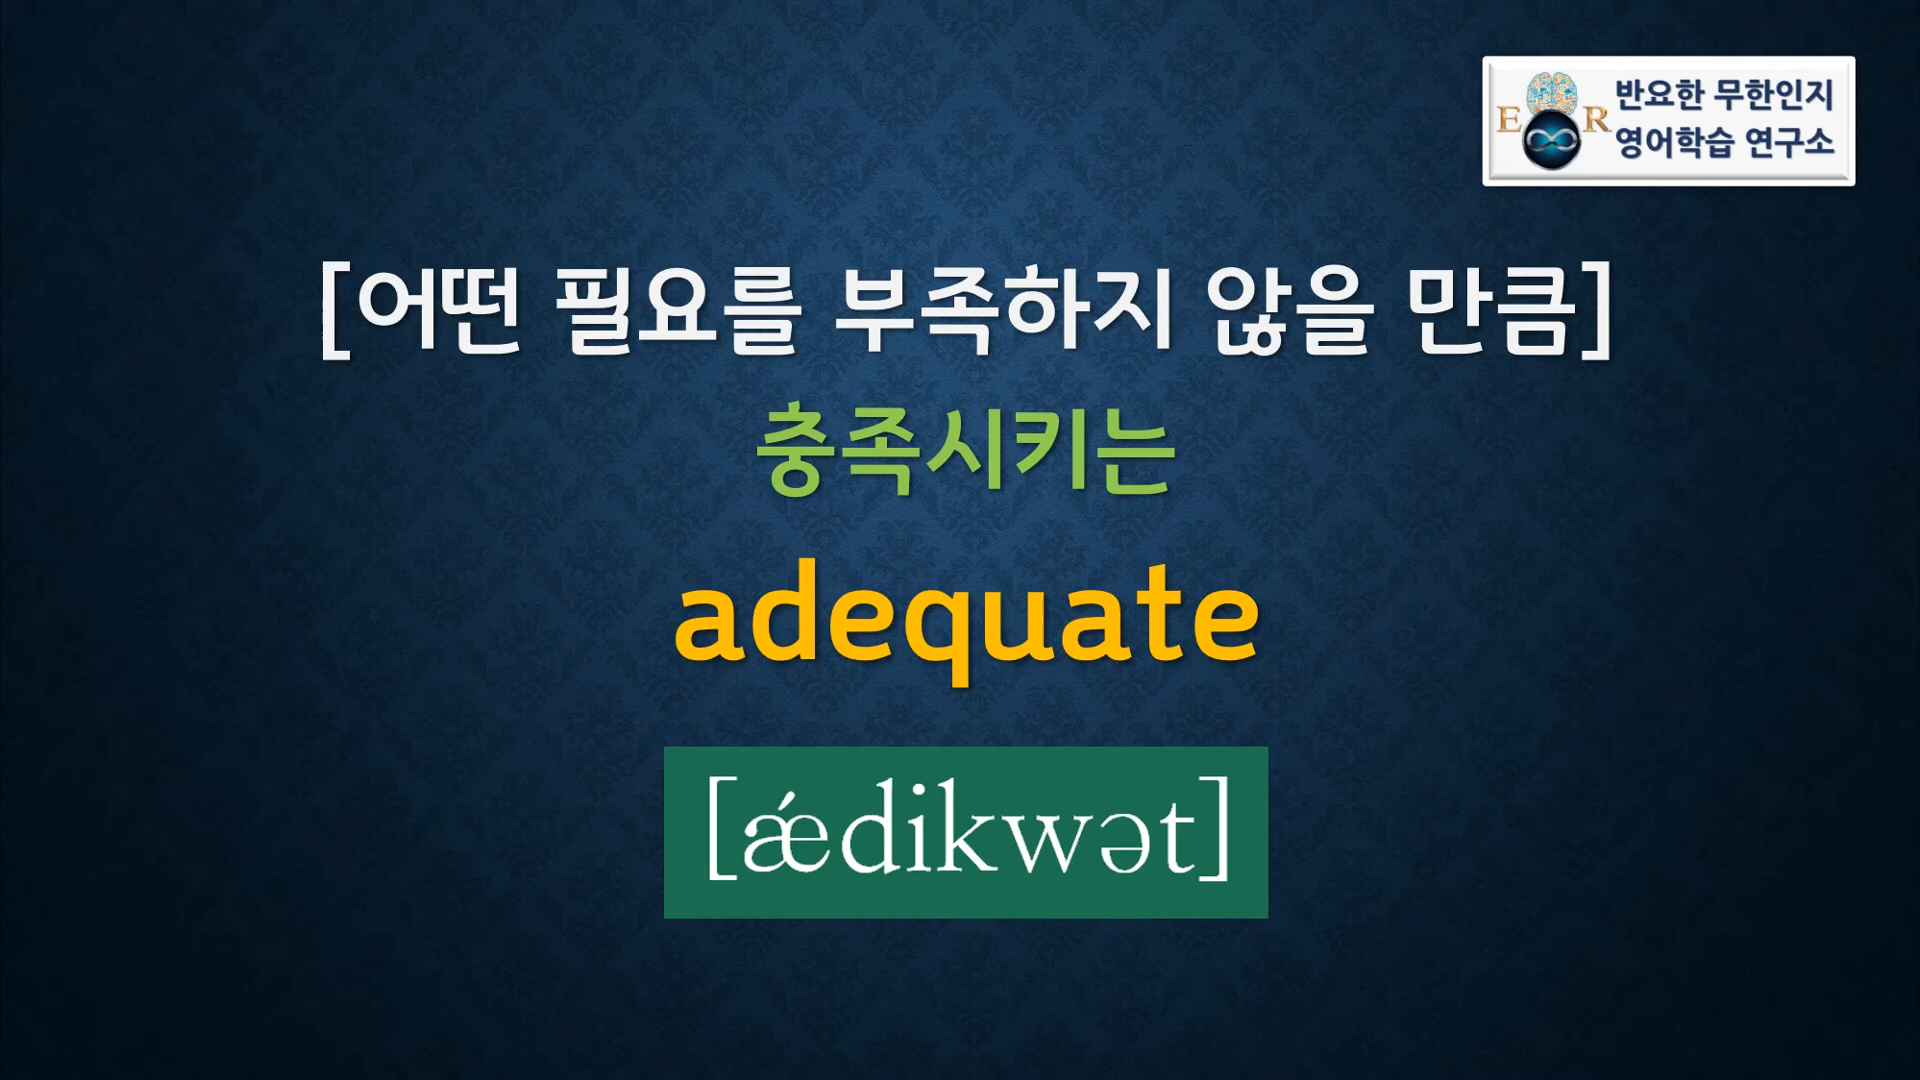 E R 반요한 무한인지
영어학습 연구소
[어떤 필요를 부족하지 않을 만큼]
충족시키는
adequate
[ǽdikwət]